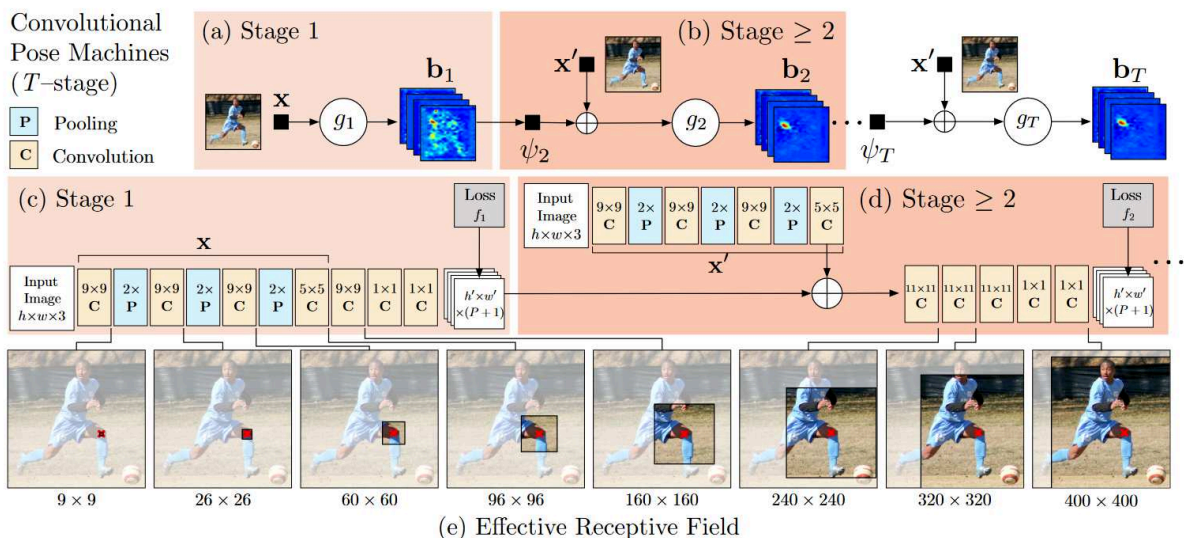 Convolutional
Pose Machines
(T–stage)
P Pooling
C Convolution
(a) Stage 1
x
g₁
b₁
(b) Stage ≥ 2
x′
ψ₂
g₂
b₂
• • •
x′
ψ_T
g_T
b_T
(c) Stage 1
Loss
f₁
x
Input
Image
h×w×3
9×9 C
2× P
9×9 C
2× P
9×9 C
2× P
5×5 C
9×9 C
1×1 C
1×1 C
h′×w′
×(P+1)
(d) Stage ≥ 2
Input
Image
h×w×3
9×9 C
2× P
9×9 C
2× P
9×9 C
2× P
5×5 C
x′
Loss
f₂
11×11 C
11×11 C
11×11 C
1×1 C
1×1 C
h′×w′
×(P+1)
• • •
9 × 9
26 × 26
60 × 60
96 × 96
160 × 160
240 × 240
320 × 320
400 × 400
(e) Effective Receptive Field